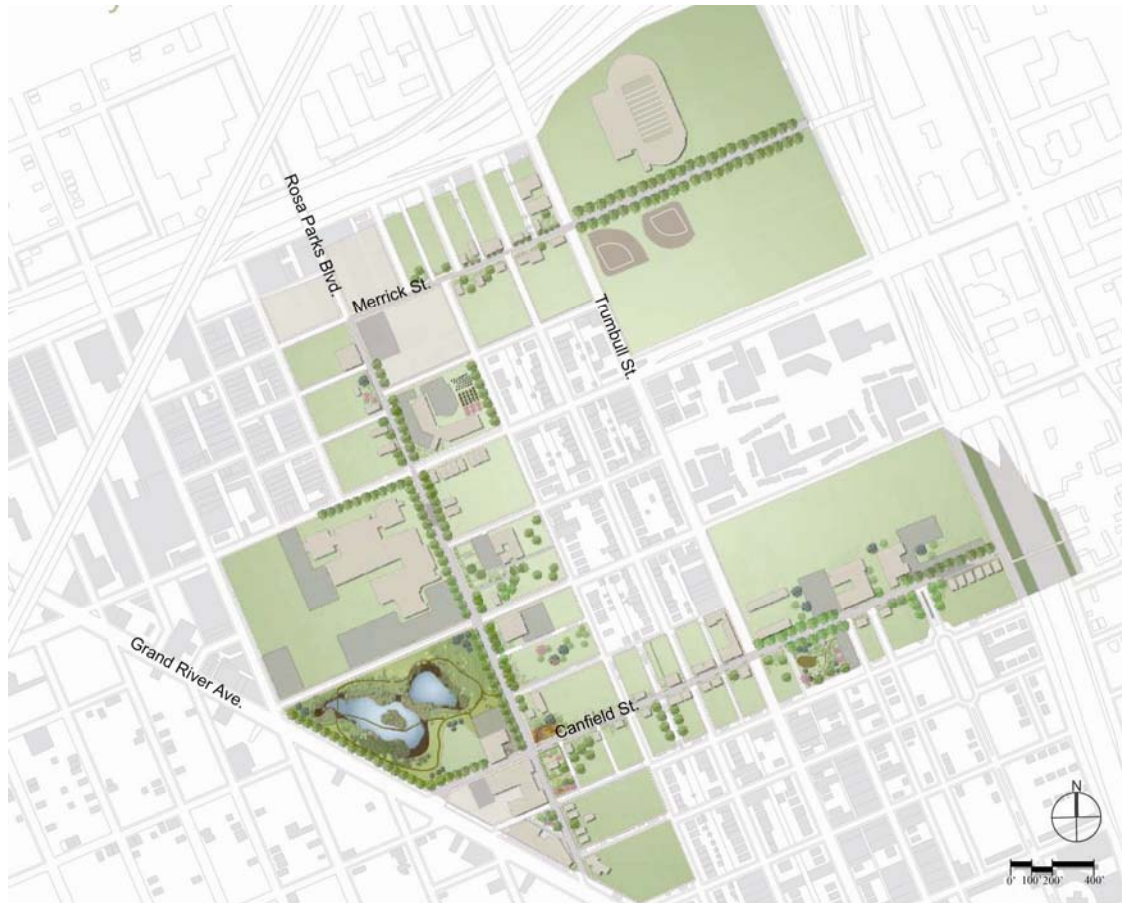 Rosa Parks Blvd.
Merrick St.
Trumbull St.
Grand River Ave.
Canfield St.
N
0' 100' 200' 400'